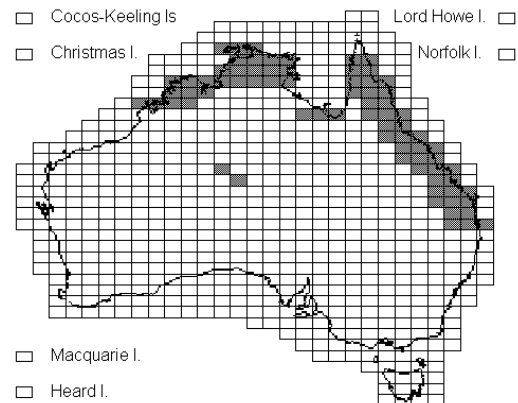 Cocos-Keeling Is
Lord Howe I.
Christmas I.
Norfolk I.
Macquarie I.
Heard I.